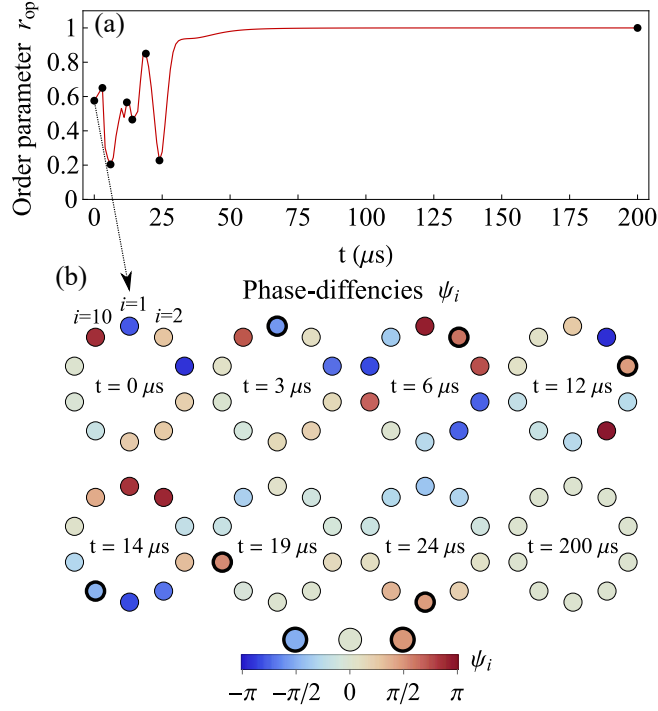 (a)
Order parameter r_op
1
0.8
0.6
0.4
0.2
0
0 25 50 75 100 125 150 175 200
t (μs)
(b)
Phase-diffencies ψ_i
i=10 i=1 i=2
t = 0 μs t = 3 μs t = 6 μs t = 12 μs
t = 14 μs t = 19 μs t = 24 μs t = 200 μs
ψ_i
−π −π/2 0 π/2 π